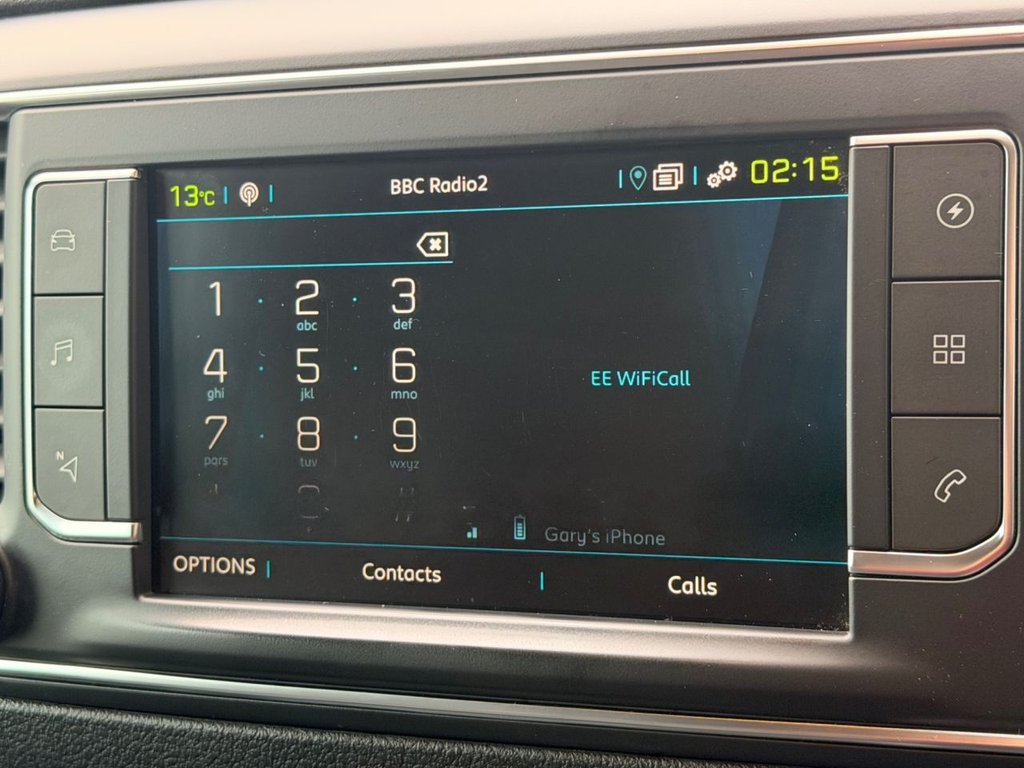 13°C BBC Radio2 02:15
1 2 3
abc def
4 5 6
ghi jkl mno
EE WiFiCall
7 8 9
pqrs tuv wxyz
* 0 #
+
Gary's iPhone
OPTIONS Contacts Calls
N